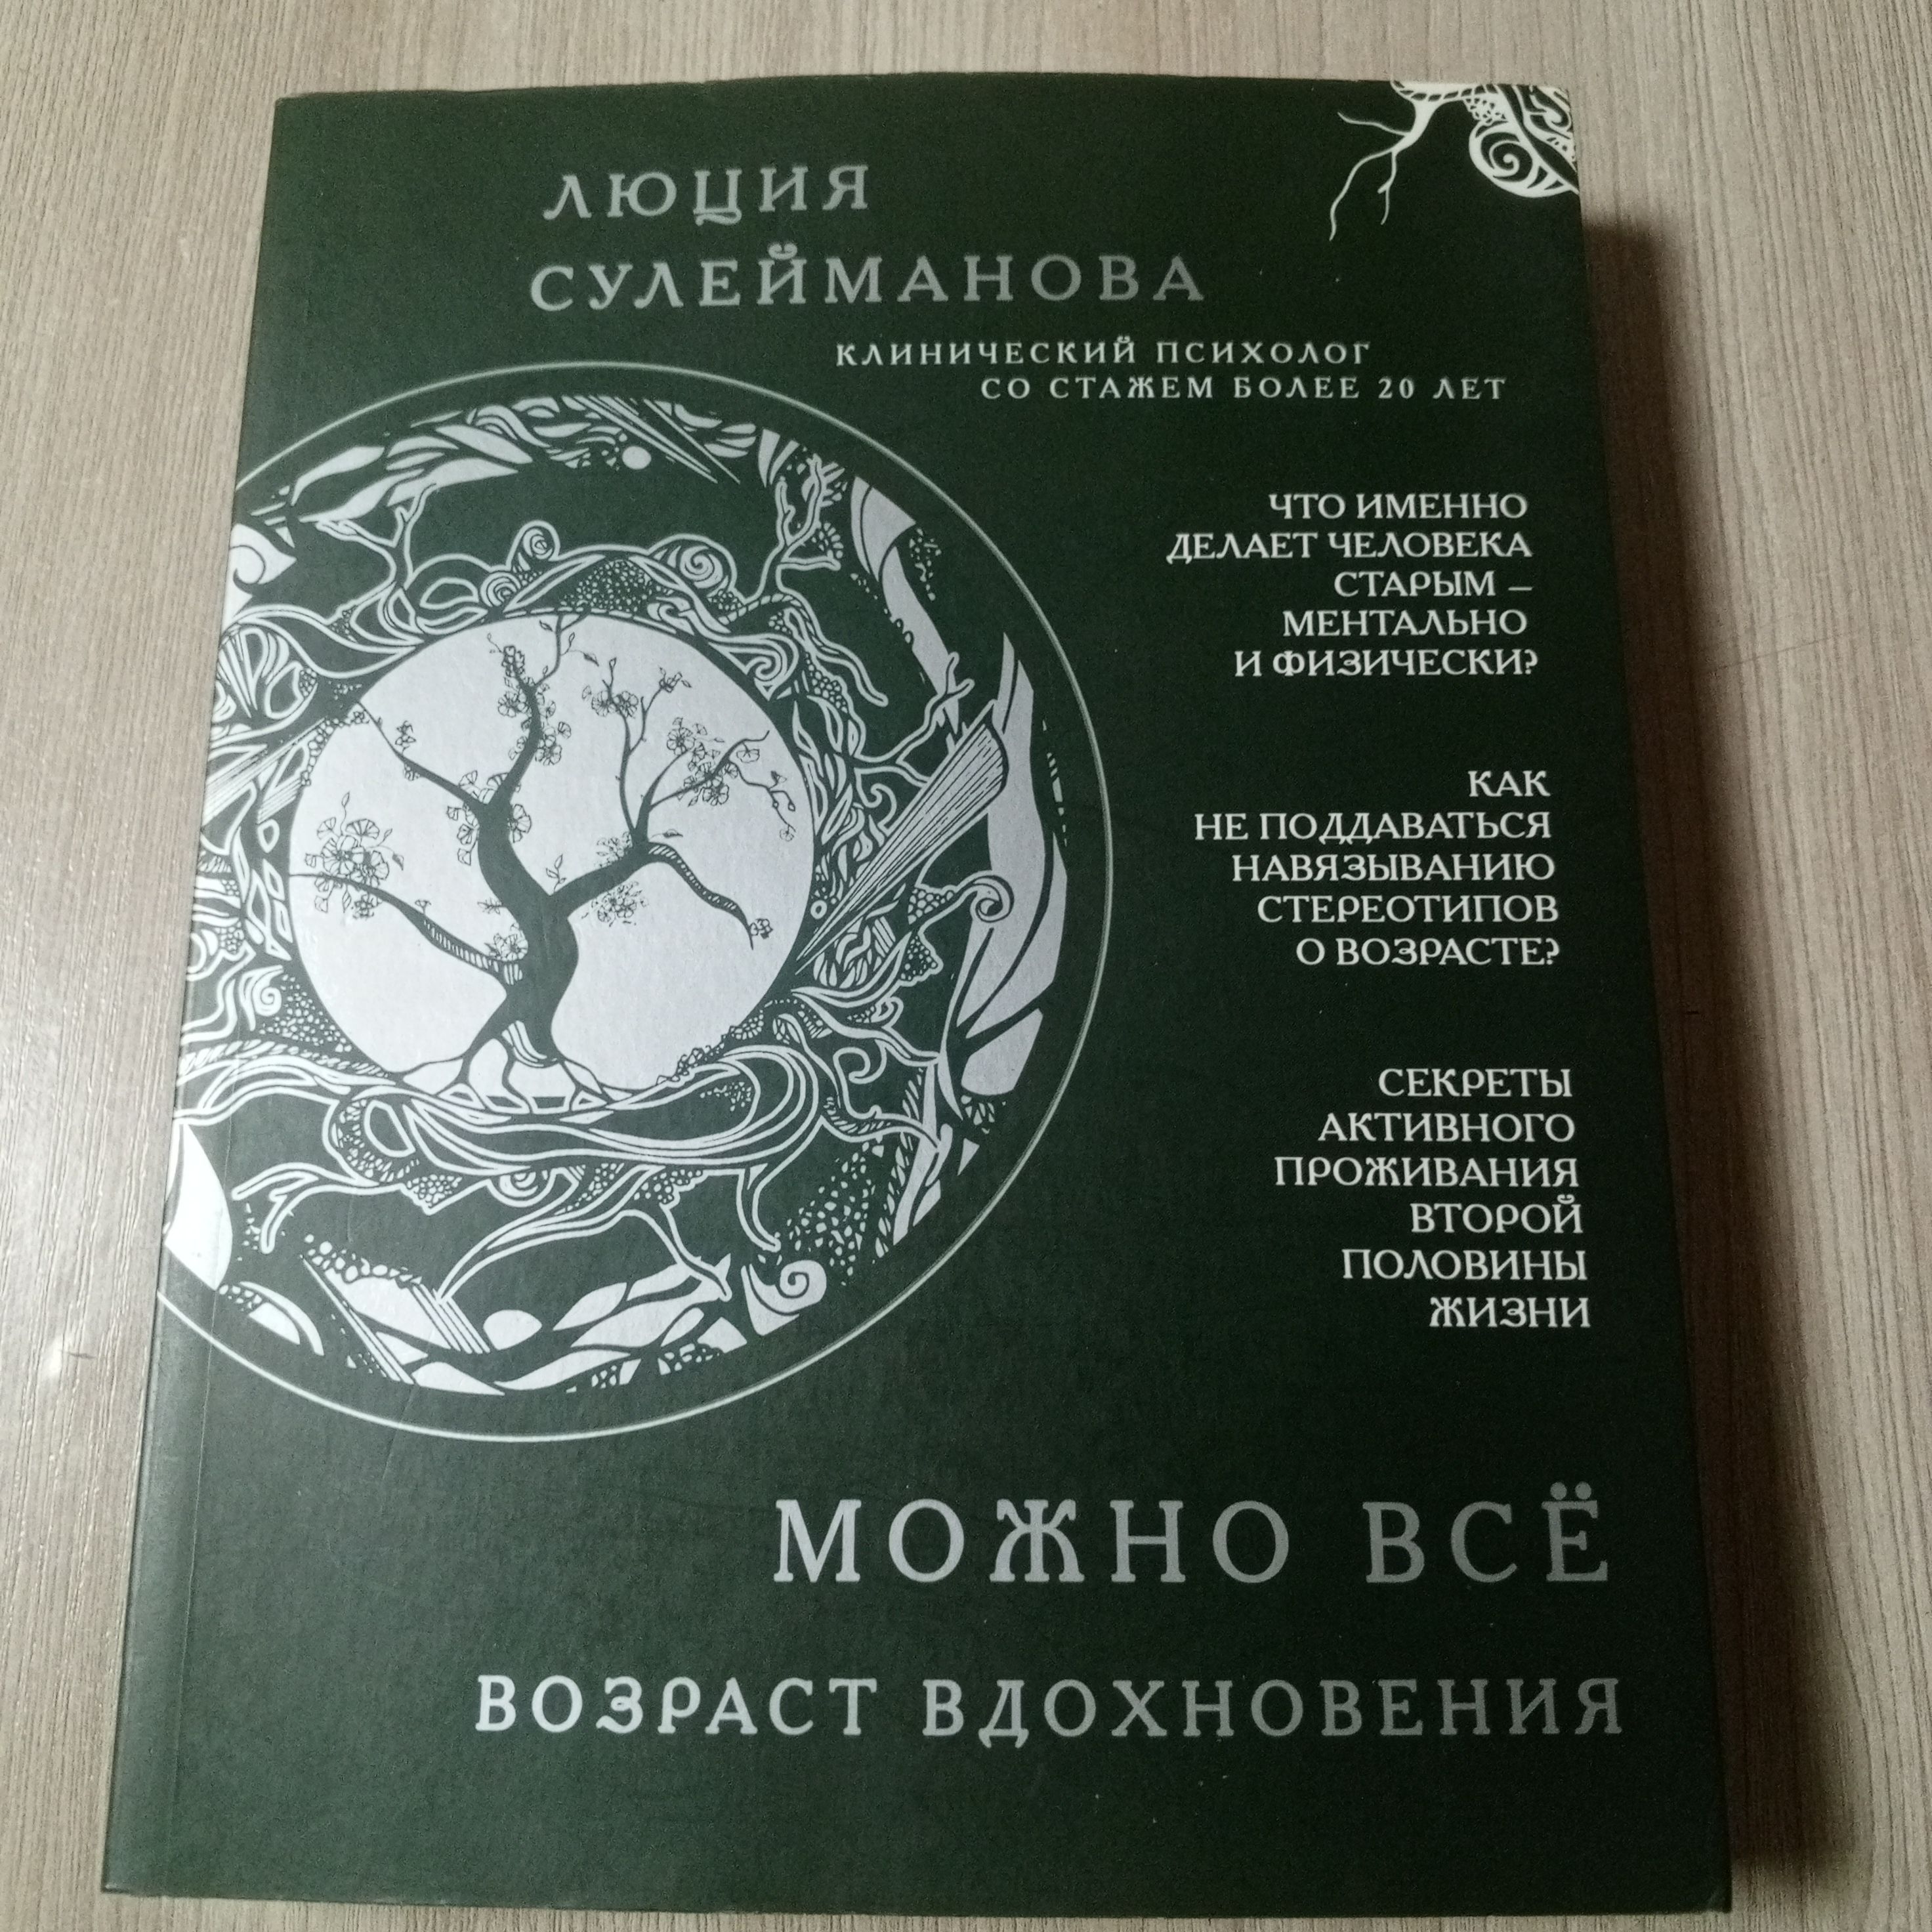 ЛЮЦИЯ
СУЛЕЙМАНОВА
КЛИНИЧЕСКИЙ ПСИХОЛОГ
СО СТАЖЕМ БОЛЕЕ 20 ЛЕТ
ЧТО ИМЕННО
ДЕЛАЕТ ЧЕЛОВЕКА
СТАРЫМ –
МЕНТАЛЬНО
И ФИЗИЧЕСКИ?
КАК
НЕ ПОДДАВАТЬСЯ
НАВЯЗЫВАНИЮ
СТЕРЕОТИПОВ
О ВОЗРАСТЕ?
СЕКРЕТЫ
АКТИВНОГО
ПРОЖИВАНИЯ
ВТОРОЙ
ПОЛОВИНЫ
ЖИЗНИ
МОЖНО ВСЁ
ВОЗРАСТ ВДОХНОВЕНИЯ